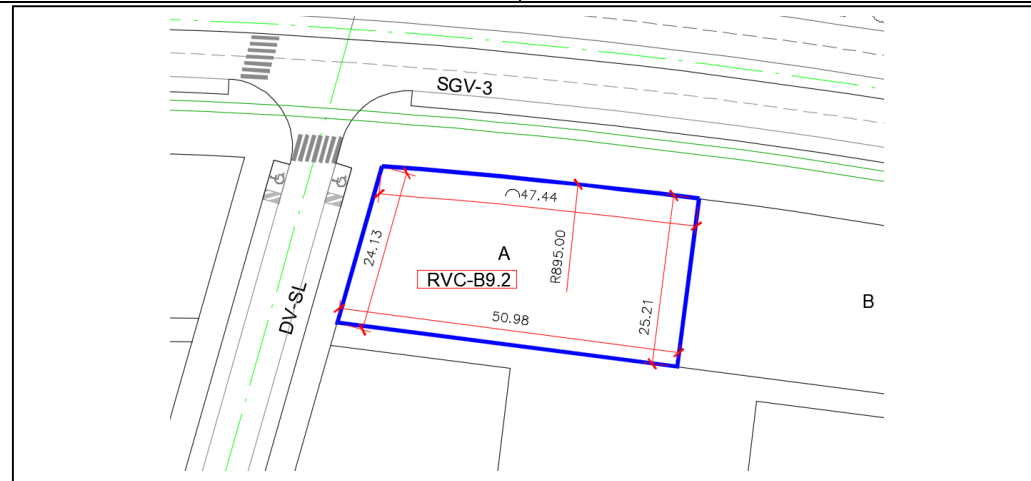 SGV-3
⌒47.44
24.13
A
R895.00
RVC-B9.2
B
DV-SL
50.98
25.21